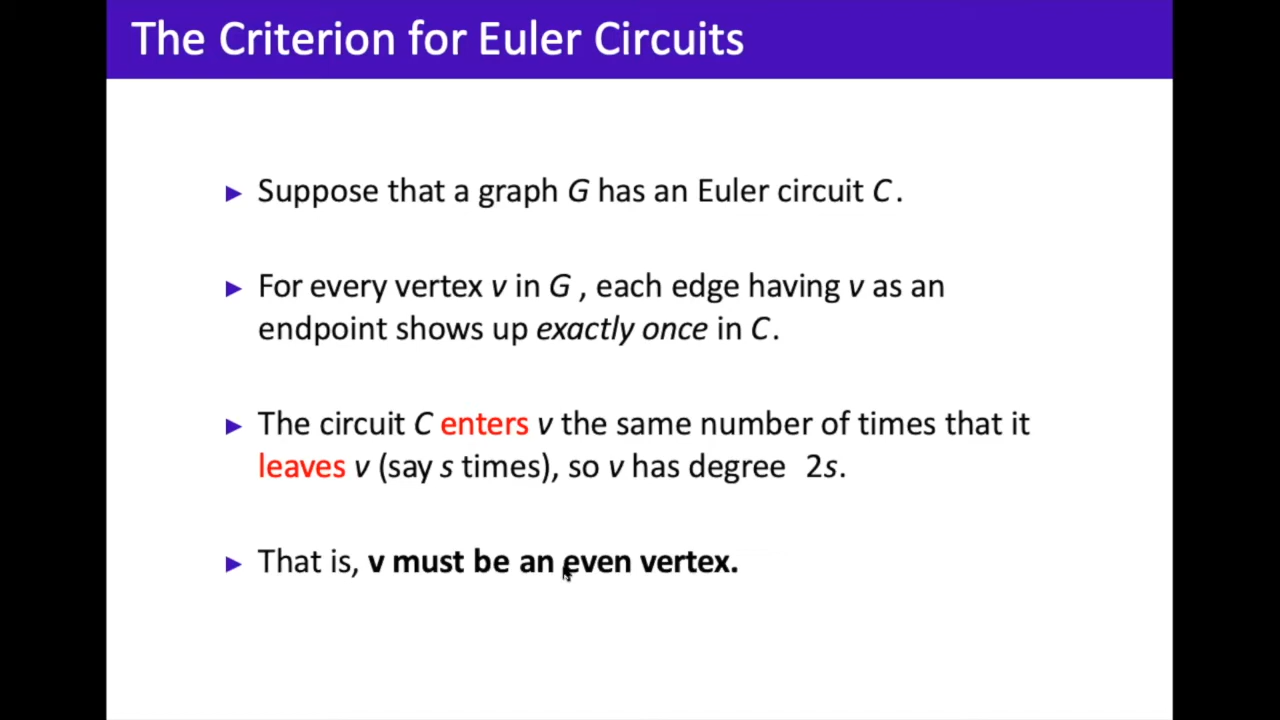 The Criterion for Euler Circuits
Suppose that a graph G has an Euler circuit C.
For every vertex v in G , each edge having v as an
endpoint shows up exactly once in C.
The circuit C enters v the same number of times that it
leaves v (say s times), so v has degree 2s.
That is, v must be an even vertex.